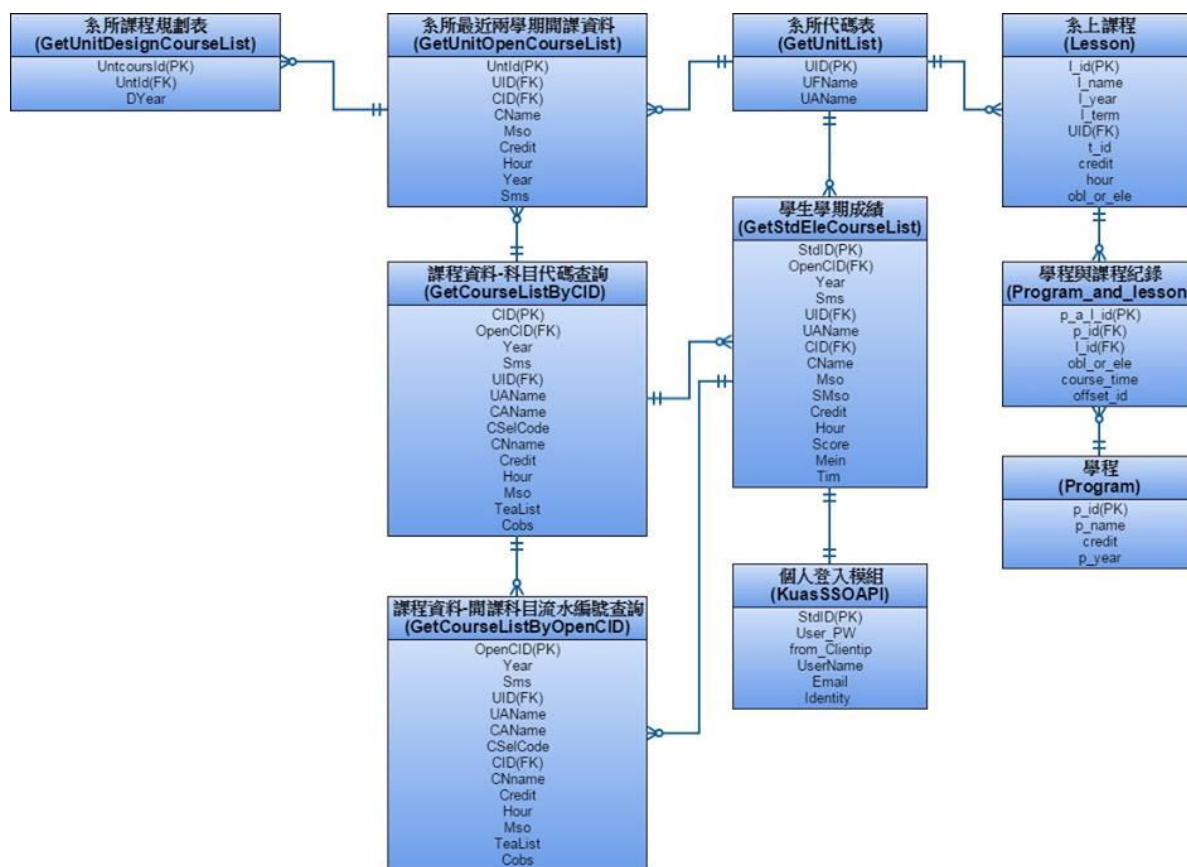 系所課程規劃表
(GetUnitDesignCourseList)
UntcoursId(PK)
UntId(FK)
DYear
系所最近兩學期開課資料
(GetUnitOpenCourseList)
UntId(PK)
UID(FK)
CID(FK)
CName
Mso
Credit
Hour
Year
Sms
系所代碼表
(GetUnitList)
UID(PK)
UFName
UAName
系上課程
(Lesson)
l_id(PK)
l_name
l_year
l_term
UID(FK)
t_id
credit
hour
obl_or_ele
課程資料-科目代碼查詢
(GetCourseListByCID)
CID(PK)
OpenCID(FK)
Year
Sms
UID(FK)
UAName
CAName
CSelCode
CNname
Credit
Hour
Mso
TeaList
Cobs
學生學期成績
(GetStdEleCourseList)
StdID(PK)
OpenCID(FK)
Year
Sms
UID(FK)
UAName
CID(FK)
CName
Mso
SMso
Credit
Hour
Score
Mein
Tim
學程與課程紀錄
(Program_and_lesson
p_a_l_id(PK)
p_id(FK)
l_id(FK)
obl_or_ele
course_time
offset_id
學程
(Program)
p_id(PK)
p_name
credit
p_year
課程資料-開課科目流水編號查詢
(GetCourseListByOpenCID)
OpenCID(PK)
Year
Sms
UID(FK)
UAName
CAName
CSelCode
CID(FK)
CNname
Credit
Hour
Mso
TeaList
Cobs
個人登入模組
(KuasSSOAPI)
StdID(PK)
User_PW
from_Clientip
UserName
Email
Identity